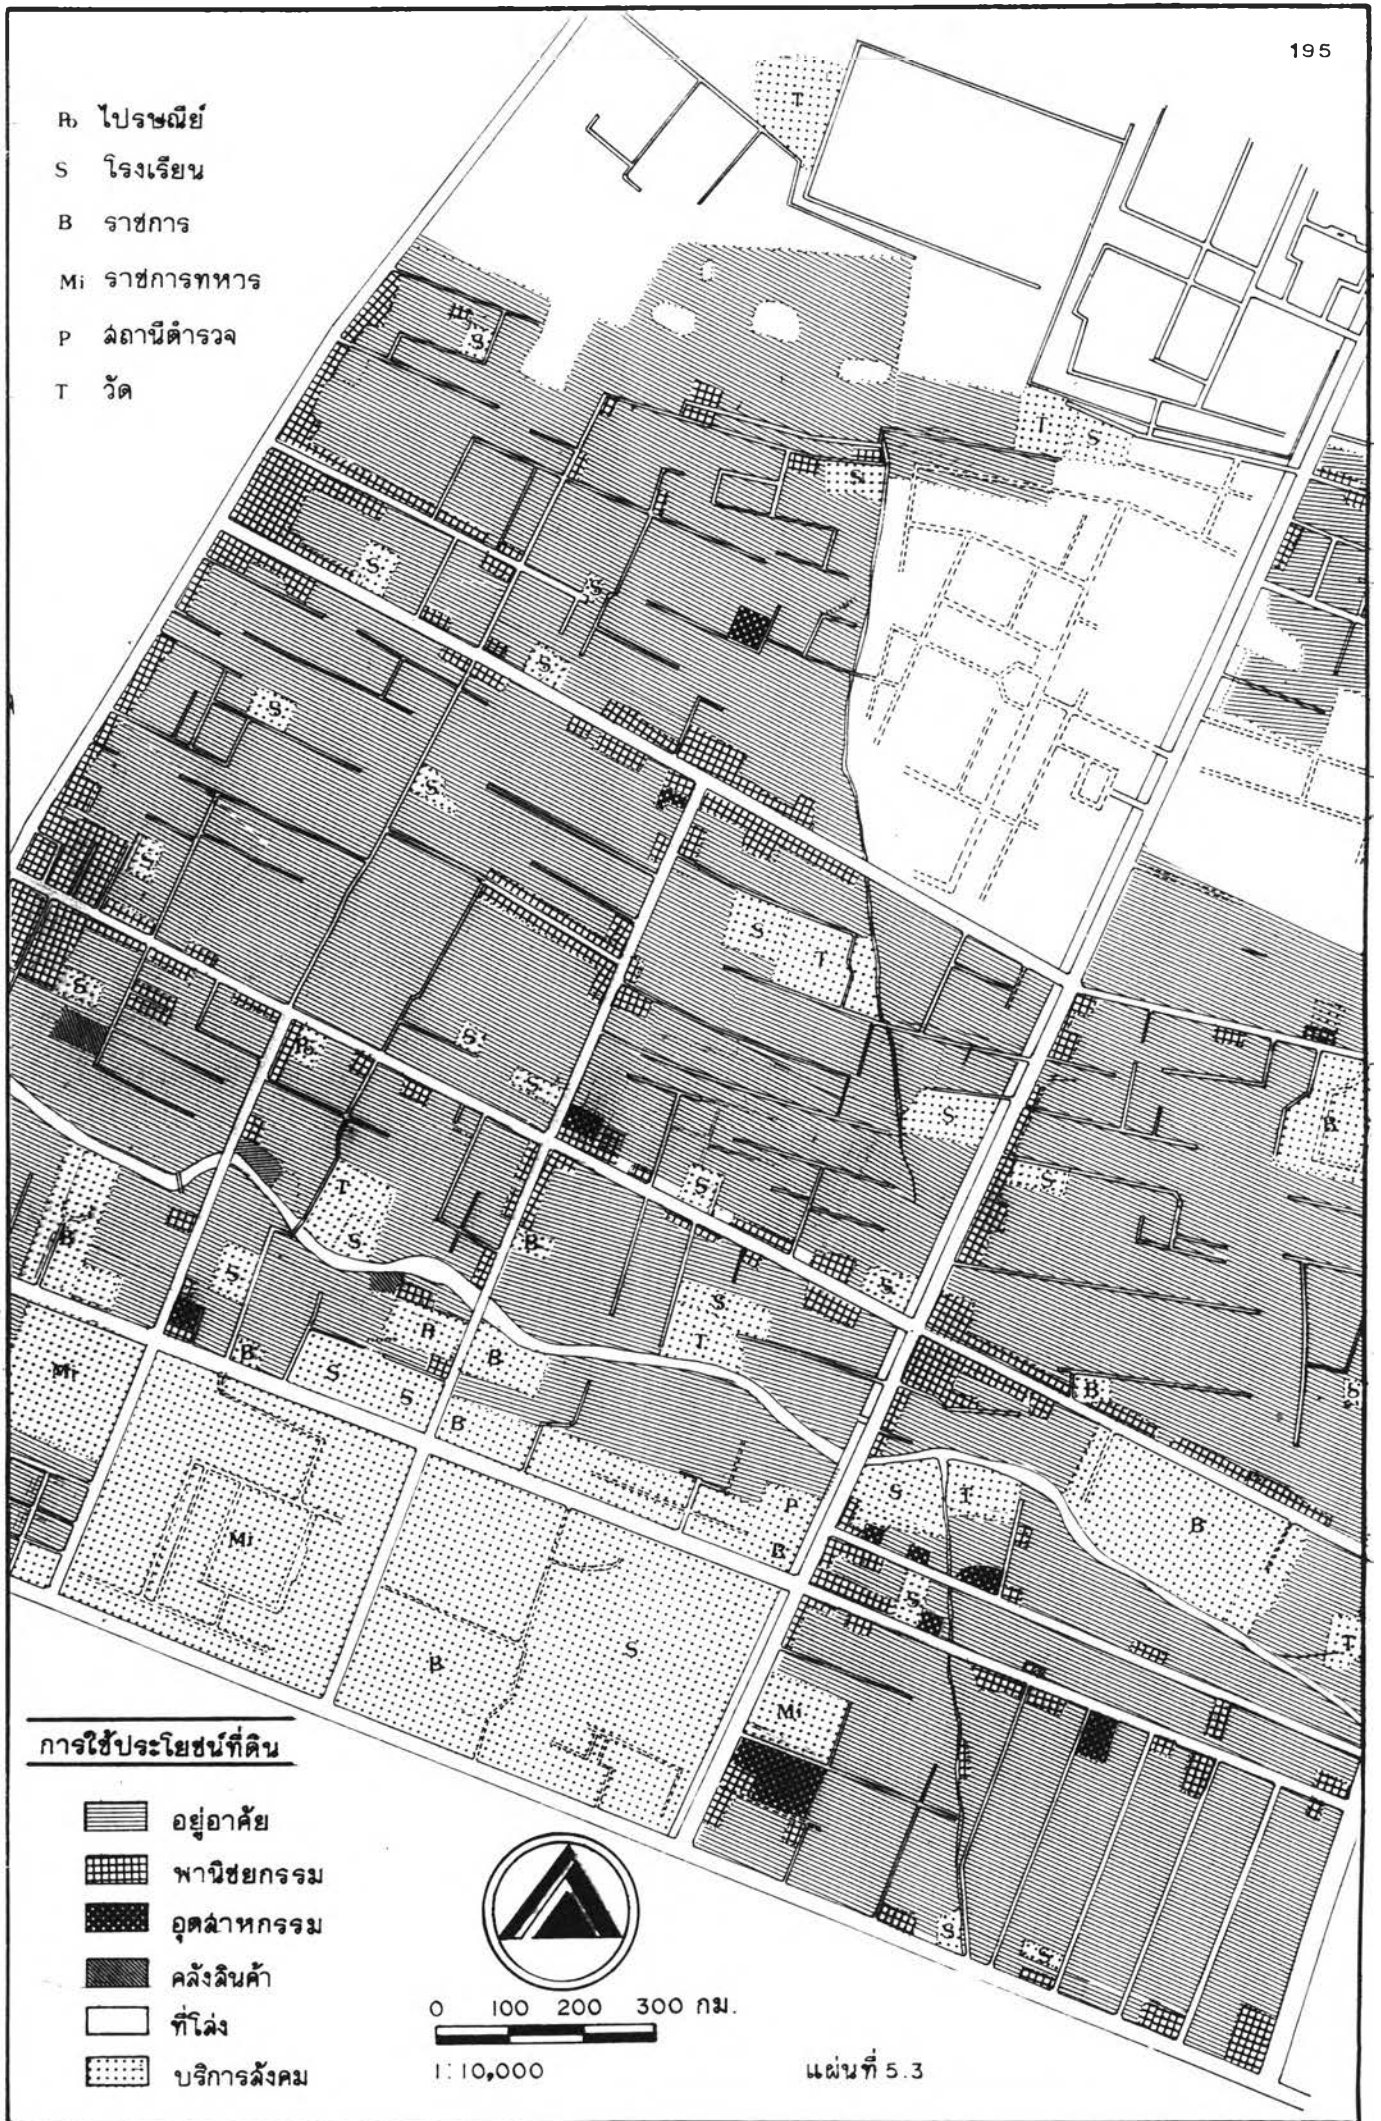 195
Po ไปรษณีย์
S โรงเรียน
B ราชการ
Mi ราชการทหาร
P สถานีตำรวจ
T วัด
T
S
T S
S
S
S
S
S
S
S
S
T
S
Po
S
S
S
B
S
S
T
S
B
S
B
S
S
T
S
B
B
Mi
B
S
S
B
B
S
S
T
B
P
B
Mi
S
T
B
S
Mi
S
S
การใช้ประโยชน์ที่ดิน
อยู่อาศัย
พานิชยกรรม
อุตสาหกรรม
คลังสินค้า
ที่โล่ง
บริการสังคม
0 100 200 300 กม.
1:10,000
แผ่นที่ 5.3